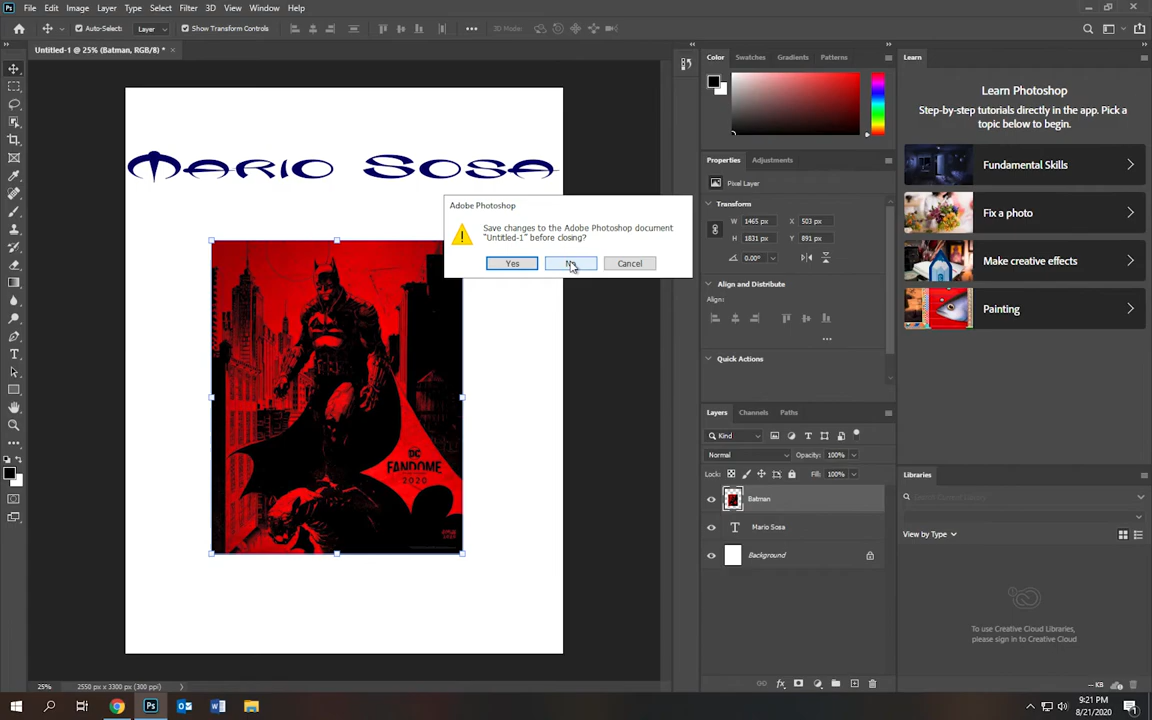 File Edit Image Layer Type Select Filter 3D View Window Help
Auto-Select: Layer Show Transform Controls 3D Mode:
Untitled-1 @ 25% (Batman, RGB/8) *
Mario Sosa
Adobe Photoshop
Save changes to the Adobe Photoshop document
"Untitled-1" before closing?
Yes No Cancel
DC
FANDOME
2020
Color Swatches Gradients Patterns
Properties Adjustments
Pixel Layer
Transform
W 1465 px X 503 px
H 1831 px Y 891 px
0.00°
Align and Distribute
Align:
Quick Actions
Layers Channels Paths
Kind
Normal Opacity: 100%
Lock: Fill: 100%
Batman
T Mario Sosa
Background
Learn
Learn Photoshop
Step-by-step tutorials directly in the app. Pick a
topic below to begin.
Fundamental Skills
Fix a photo
Make creative effects
Painting
Libraries
View by Type
To use Creative Cloud Libraries,
please sign in to Creative Cloud
-- KB
25% 2550 px x 3300 px (300 ppi)
9:21 PM
8/21/2020